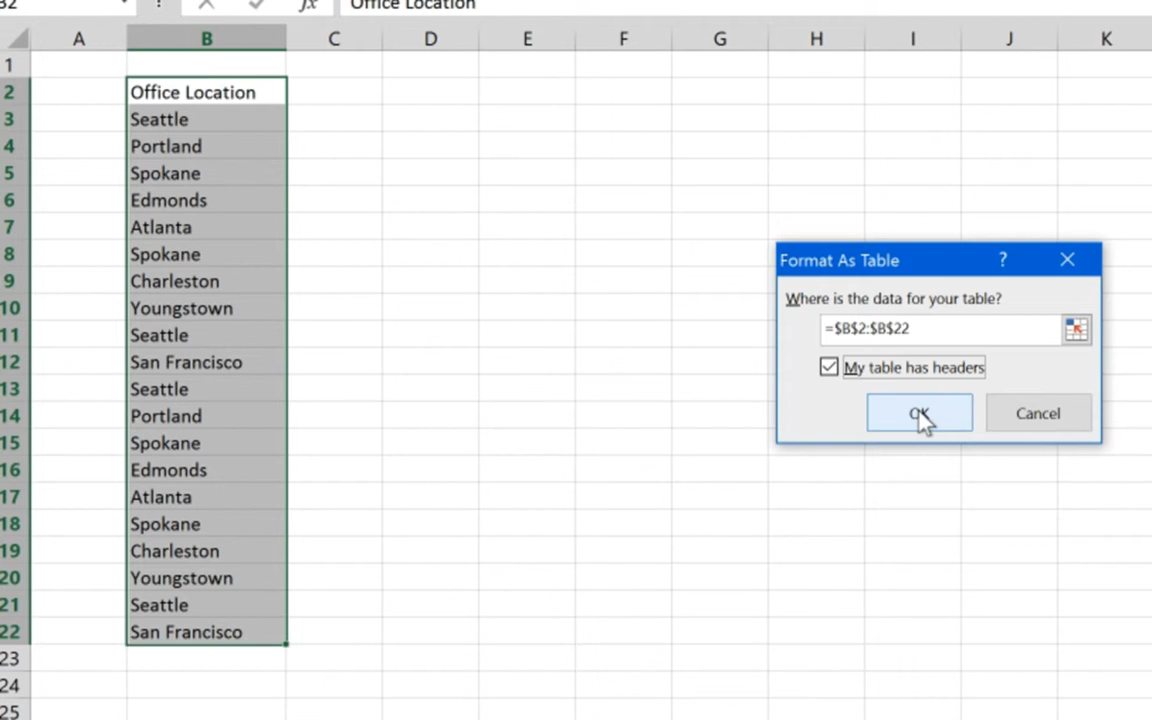 Office Location
A B C D E F G H I J K
1
2 Office Location
3 Seattle
4 Portland
5 Spokane
6 Edmonds
7 Atlanta
8 Spokane
9 Charleston
10 Youngstown
11 Seattle
12 San Francisco
13 Seattle
14 Portland
15 Spokane
16 Edmonds
17 Atlanta
18 Spokane
19 Charleston
20 Youngstown
21 Seattle
22 San Francisco
23
24
25
Format As Table ?
Where is the data for your table?
=$B$2:$B$22
My table has headers
OK Cancel